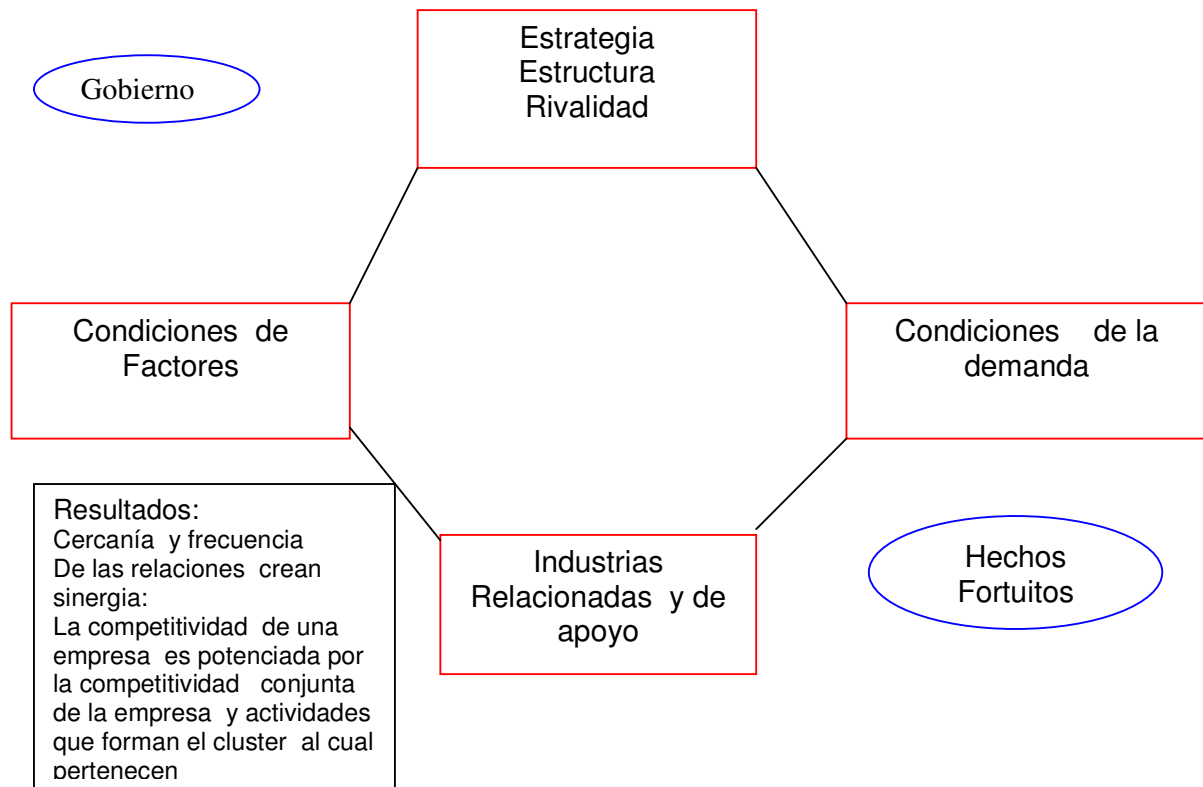 Estrategia
Estructura
Rivalidad
Gobierno
Condiciones de
Factores
Condiciones de la
demanda
Resultados:
Cercanía y frecuencia
De las relaciones crean
sinergia:
La competitividad de una
empresa es potenciada por
la competitividad conjunta
de la empresa y actividades
que forman el cluster al cual
pertenecen
Industrias
Relacionadas y de
apoyo
Hechos
Fortuitos